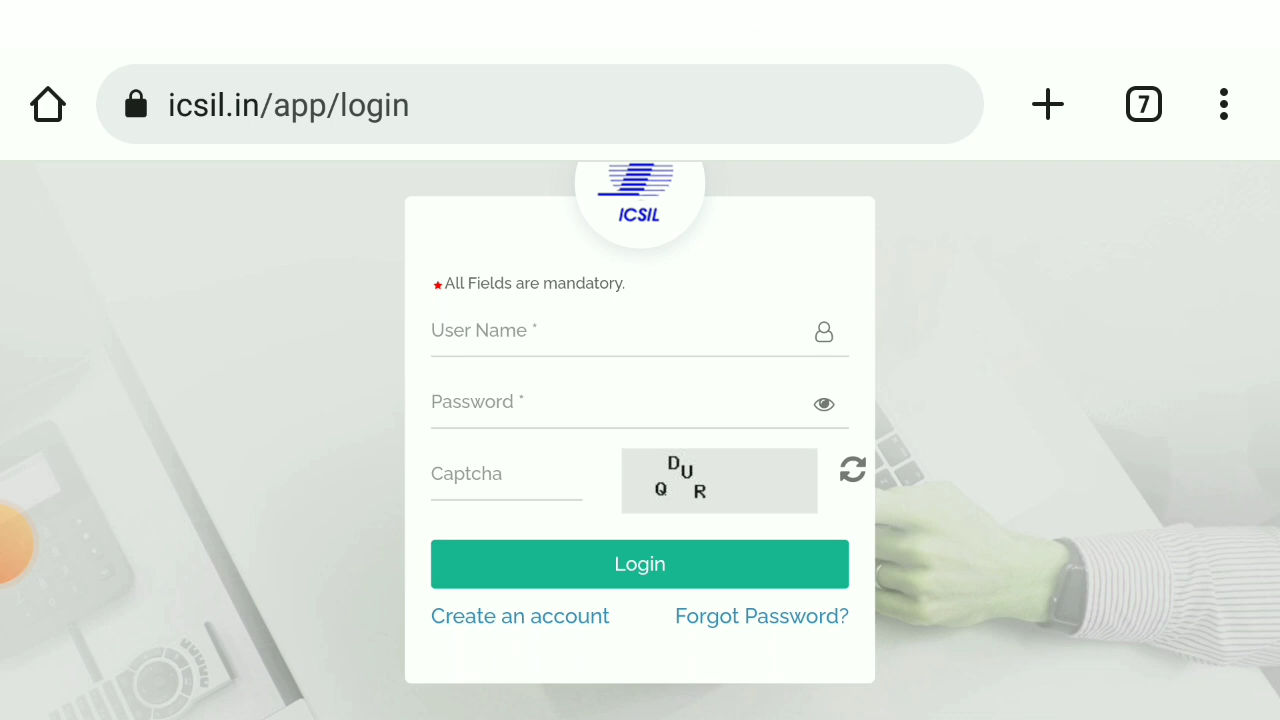 icsil.in/app/login
7
ICSIL
All Fields are mandatory.
User Name *
Password *
Captcha
QDUR
Login
Create an account Forgot Password?